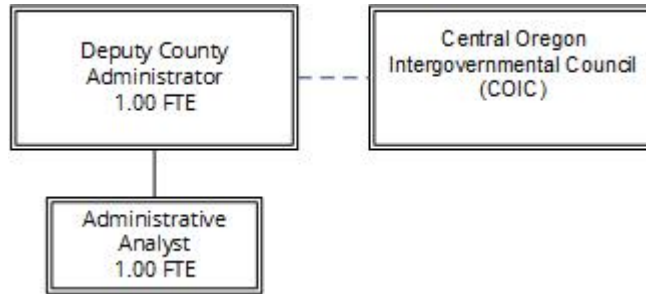 Deputy County
Administrator
1.00 FTE
Central Oregon
Intergovernmental Council
(COIC)
Administrative
Analyst
1.00 FTE